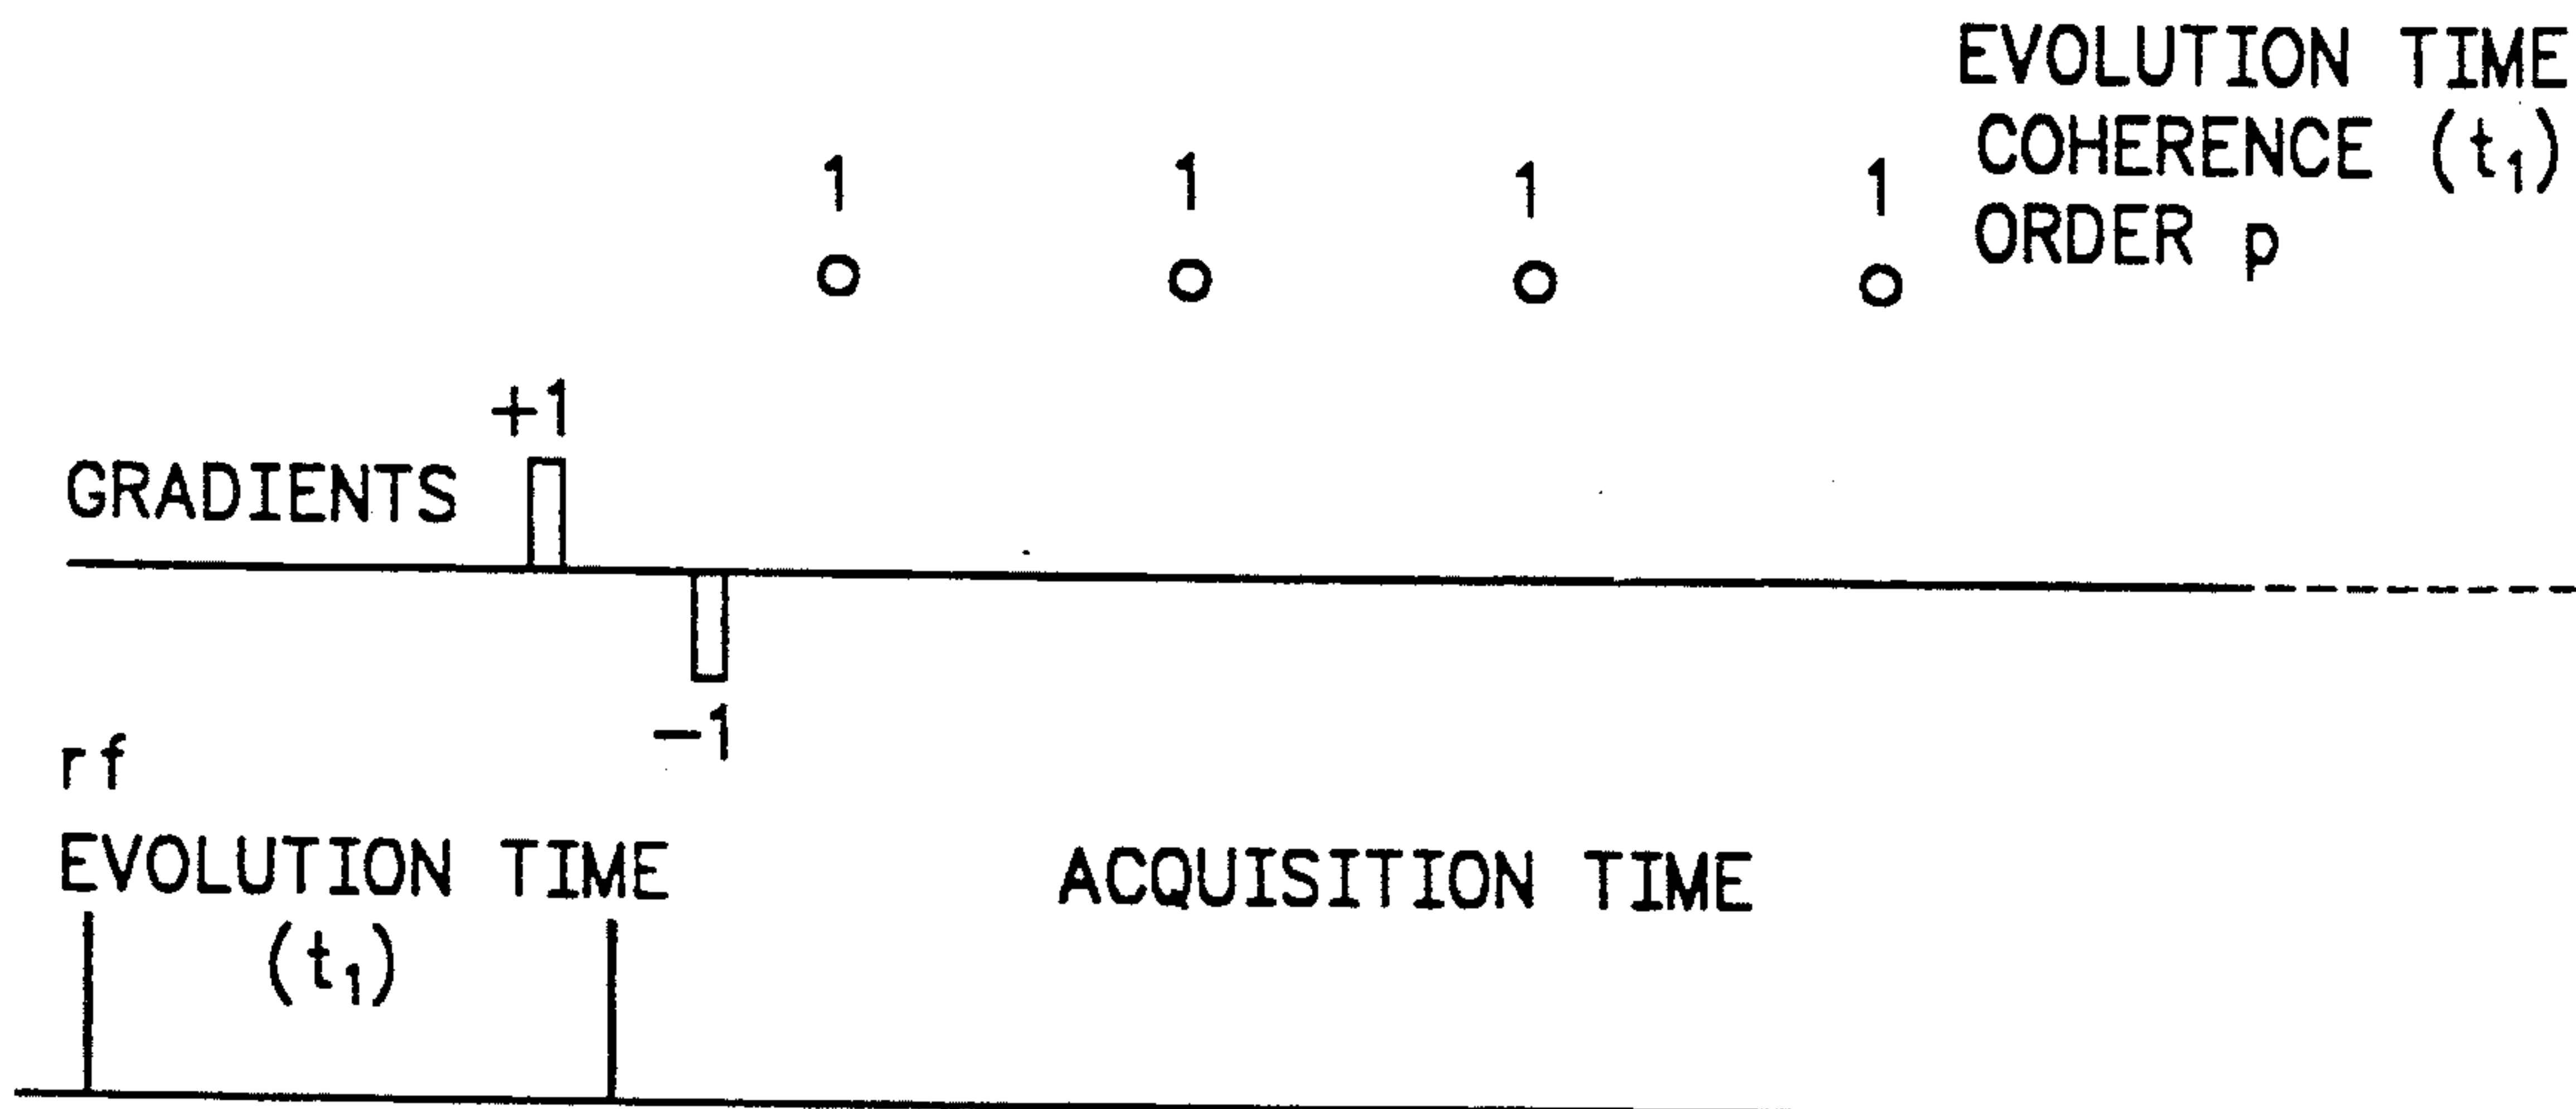 EVOLUTION TIME
COHERENCE (t₁)
ORDER p
1 1 1 1
+1
GRADIENTS
−1
rf
EVOLUTION TIME
(t₁)
ACQUISITION TIME